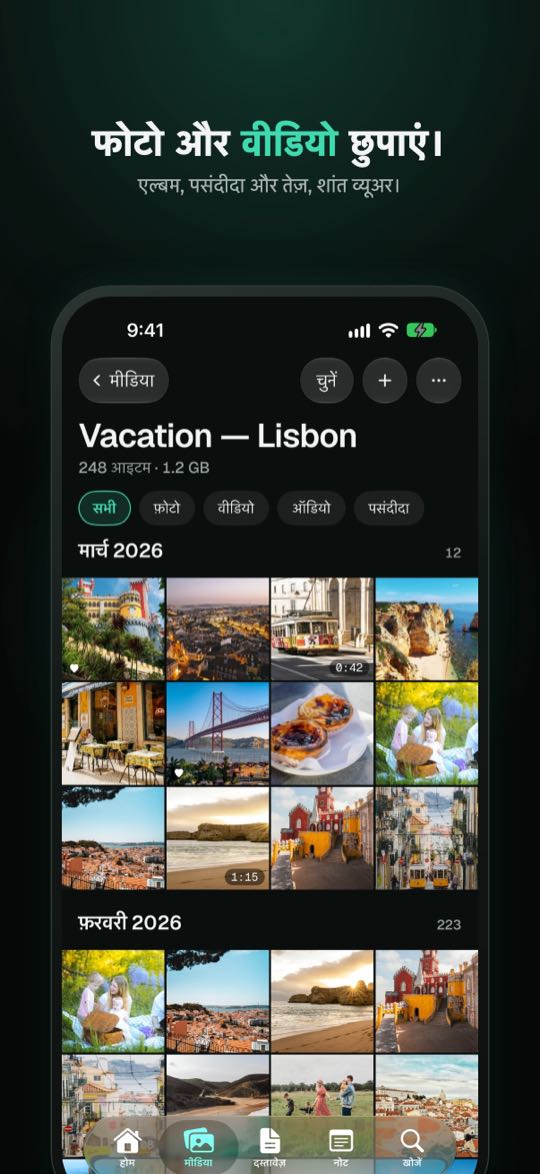 फोटो और वीडियो छुपाएं।
एल्बम, पसंदीदा और तेज़, शांत व्यूअर।
9:41
मीडिया
चुनें
Vacation — Lisbon
248 आइटम · 1.2 GB
सभी
फ़ोटो
वीडियो
ऑडियो
पसंदीदा
मार्च 2026
12
0:42
1:15
फ़रवरी 2026
223
होम
मीडिया
दस्तावेज़
नोट
खोजें